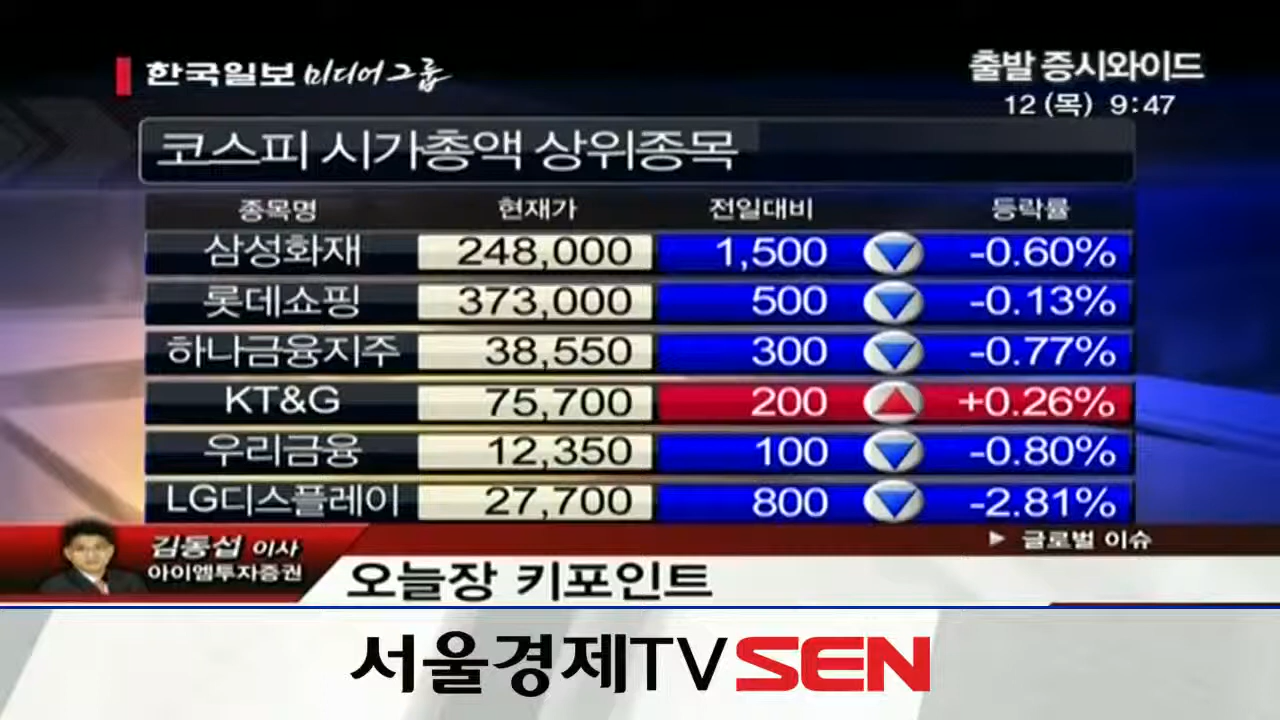 한국일보 미디어그룹
출발 증시와이드
12 (목) 9:47
코스피 시가총액 상위종목
종목명 현재가 전일대비 등락률
삼성화재 248,000 1,500 ▼ -0.60%
롯데쇼핑 373,000 500 ▼ -0.13%
하나금융지주 38,550 300 ▼ -0.77%
KT&G 75,700 200 ▲ +0.26%
우리금융 12,350 100 ▼ -0.80%
LG디스플레이 27,700 800 ▼ -2.81%
김동섭 이사
아이엠투자증권
▶ 글로벌 이슈
오늘장 키포인트
서울경제TV SEN